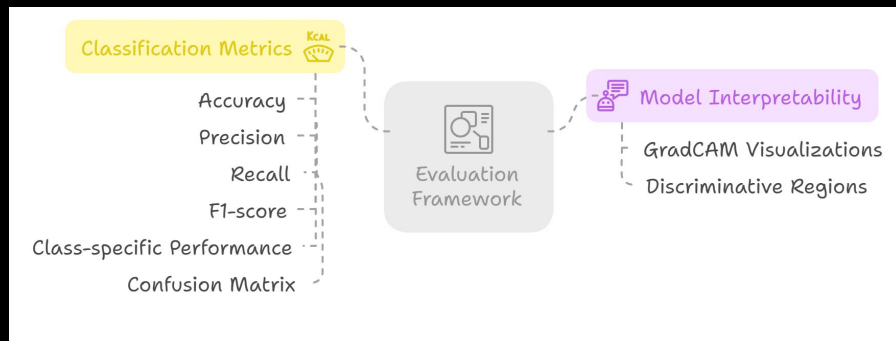 Classification Metrics
KCAL
Accuracy
Precision
Recall
F1-score
Class-specific Performance
Confusion Matrix
Evaluation
Framework
Model Interpretability
GradCAM Visualizations
Discriminative Regions